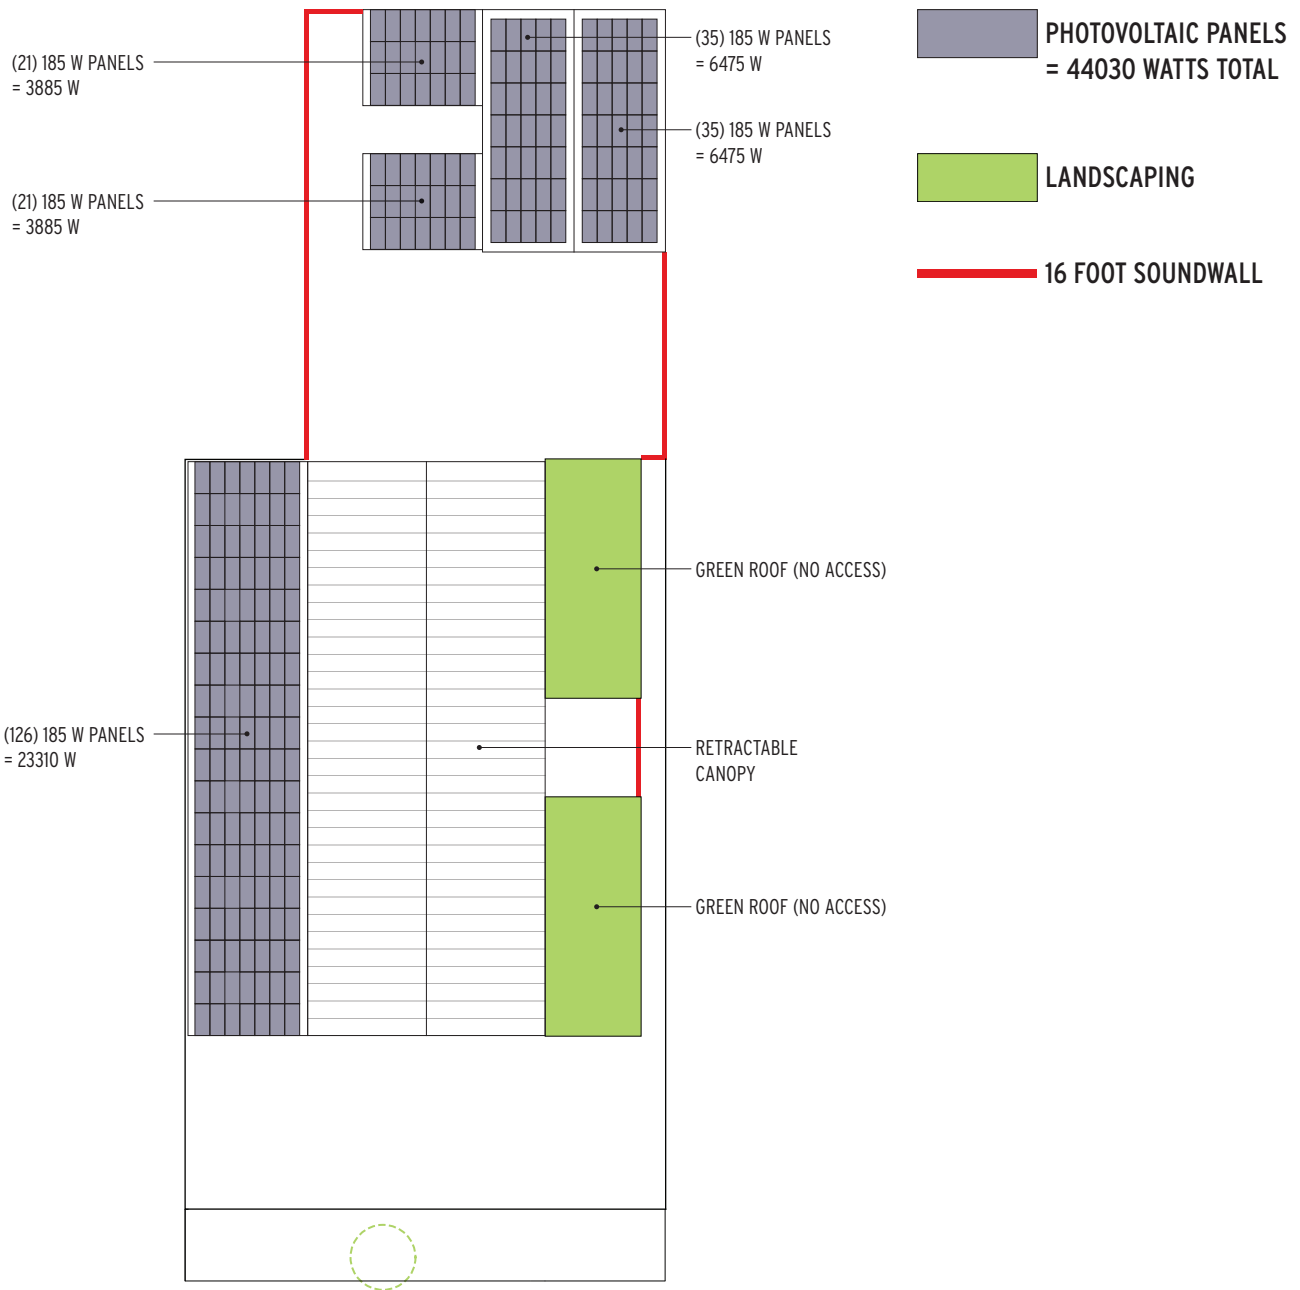 (21) 185 W PANELS
= 3885 W
(21) 185 W PANELS
= 3885 W
(35) 185 W PANELS
= 6475 W
(35) 185 W PANELS
= 6475 W
PHOTOVOLTAIC PANELS
= 44030 WATTS TOTAL
LANDSCAPING
16 FOOT SOUNDWALL
GREEN ROOF (NO ACCESS)
(126) 185 W PANELS
= 23310 W
RETRACTABLE
CANOPY
GREEN ROOF (NO ACCESS)